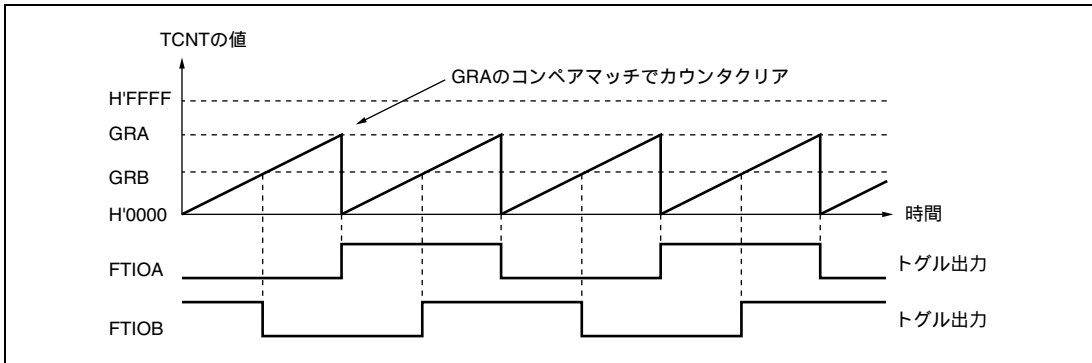 TCNTの値
GRAのコンペアマッチでカウンタクリア
H'FFFF
GRA
GRB
H'0000
時間
FTIOA
トグル出力
FTIOB
トグル出力